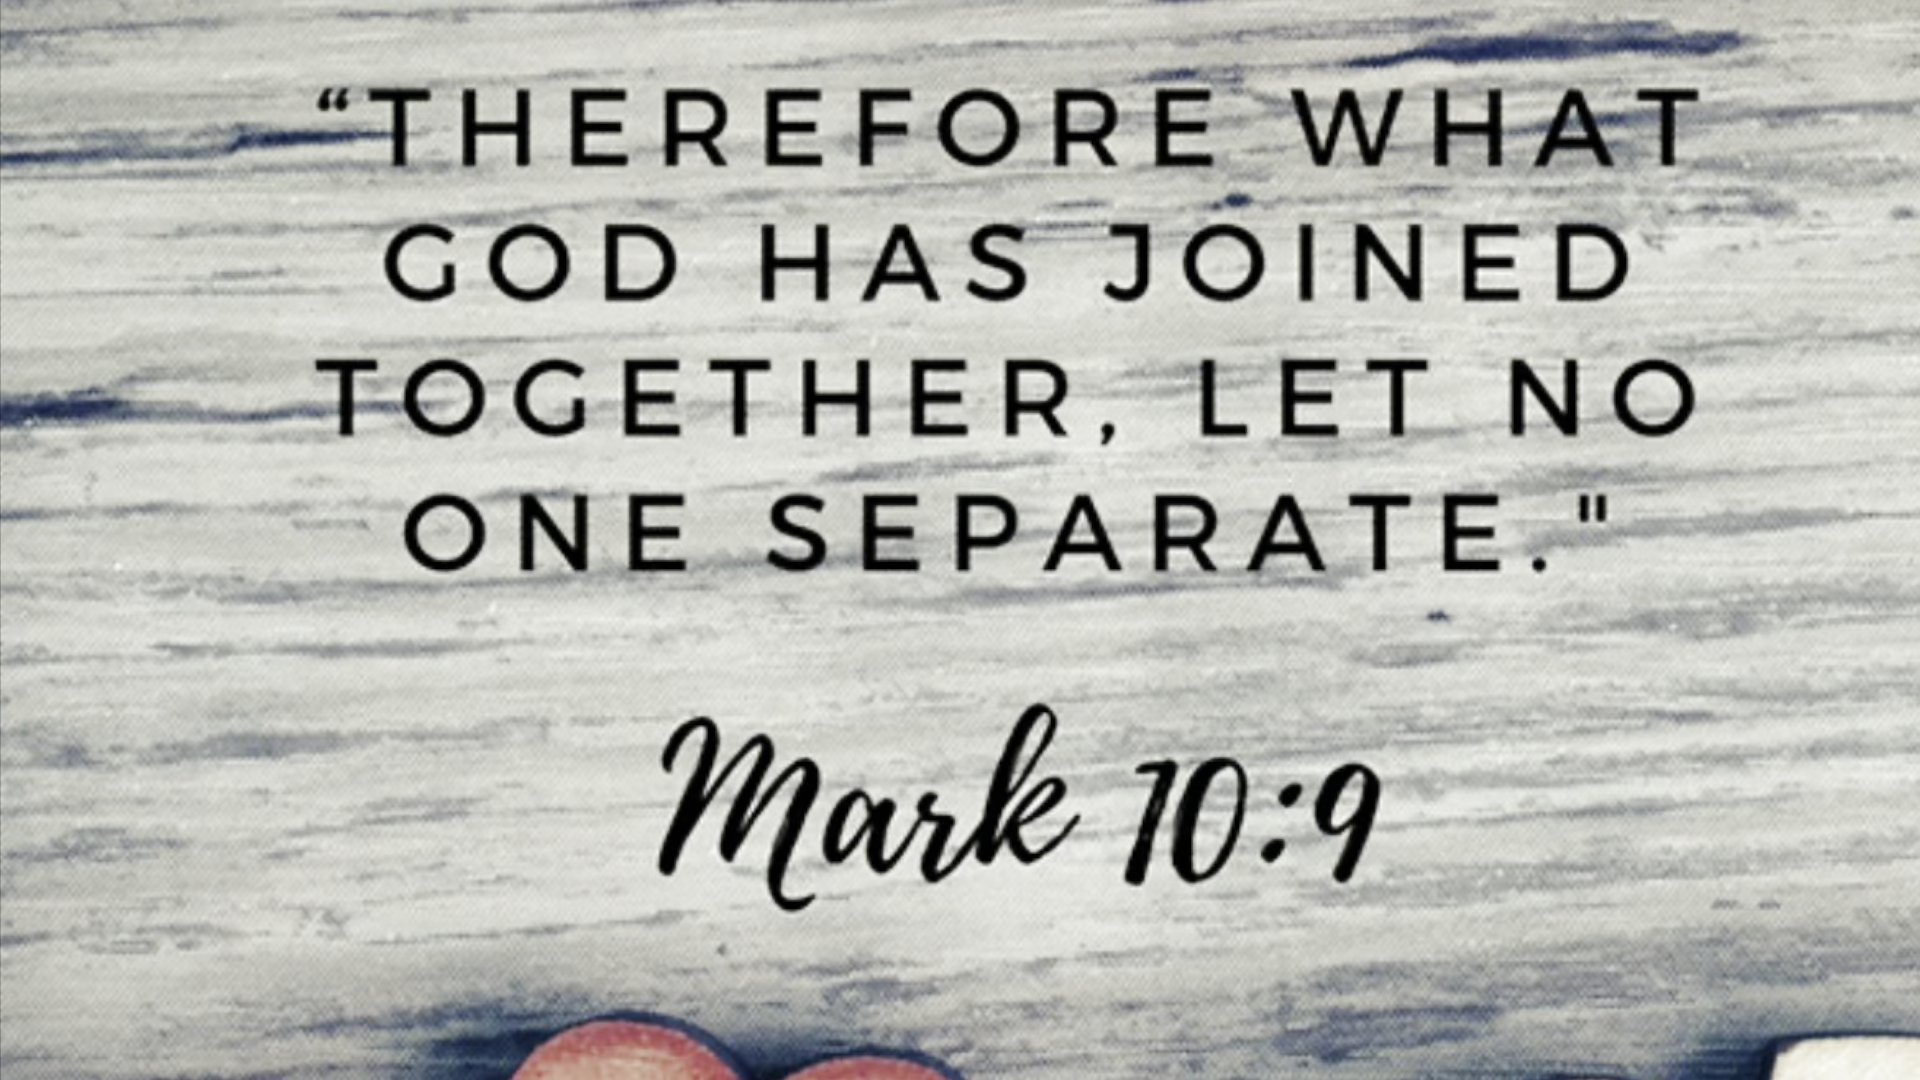 “THEREFORE WHAT
GOD HAS JOINED
TOGETHER, LET NO
ONE SEPARATE."
Mark 10:9